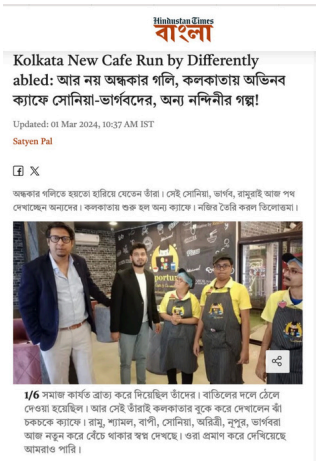 Hindustan Times
বাংলা
Kolkata New Cafe Run by Differently
abled: আর নয় অন্ধকার গলি, কলকাতায় অভিনব
ক্যাফে সোনিয়া-ভার্গবদের, অন্য নন্দিনীর গল্প!
Updated: 01 Mar 2024, 10:37 AM IST
Satyen Pal
অন্ধকার গলিতে হয়তো হারিয়ে যেতেন তাঁরা। সেই সোনিয়া, ভার্গব, রামুরাই আজ পথ
দেখাচ্ছেন অন্যদের। কলকাতায় শুরু হল অন্য ক্যাফে। নজির তৈরি করল তিলোত্তমা।
1/6 সমাজ কার্যত ব্রাত্য করে দিয়েছিল তাঁদের। বাতিলের দলে ঠেলে
দেওয়া হয়েছিল। আর সেই তাঁরাই কলকাতার বুকে করে দেখালেন ঝাঁ
চকচকে ক্যাফে। রামু, শ্যামল, বাপী, সোনিয়া, অরিত্রী, নূপুর, ভার্গবরা
আজ নতুন করে বেঁচে থাকার স্বপ্ন দেখছে। ওরা প্রমাণ করে দেখিয়েছে
আমরাও পারি।